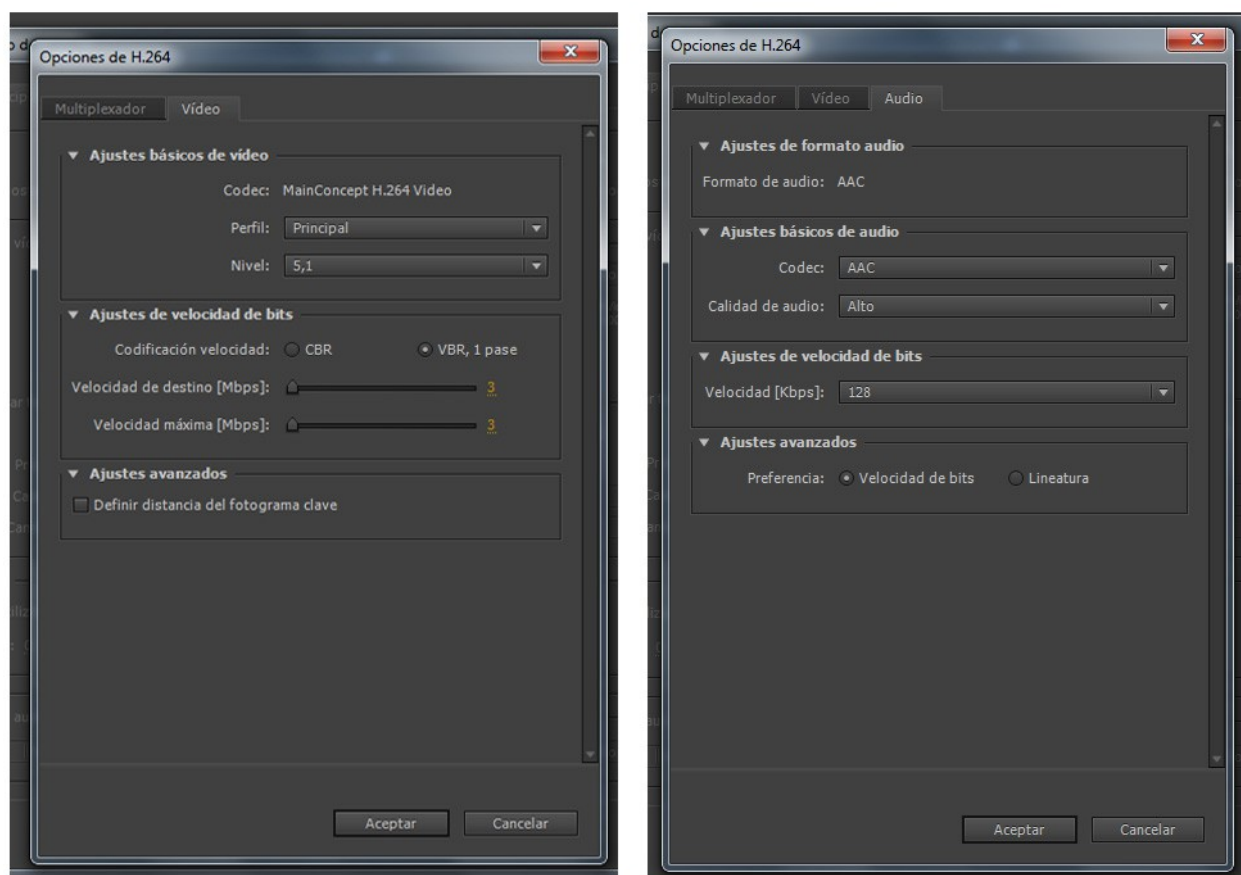 Opciones de H.264
Multiplexador Vídeo
Ajustes básicos de vídeo
Codec: MainConcept H.264 Video
Perfil: Principal
Nivel: 5,1
Ajustes de velocidad de bits
Codificación velocidad: CBR VBR, 1 pase
Velocidad de destino [Mbps]: 3
Velocidad máxima [Mbps]: 3
Ajustes avanzados
Definir distancia del fotograma clave
Aceptar Cancelar
Opciones de H.264
Multiplexador Vídeo Audio
Ajustes de formato audio
Formato de audio: AAC
Ajustes básicos de audio
Codec: AAC
Calidad de audio: Alto
Ajustes de velocidad de bits
Velocidad [Kbps]: 128
Ajustes avanzados
Preferencia: Velocidad de bits Lineatura
Aceptar Cancelar